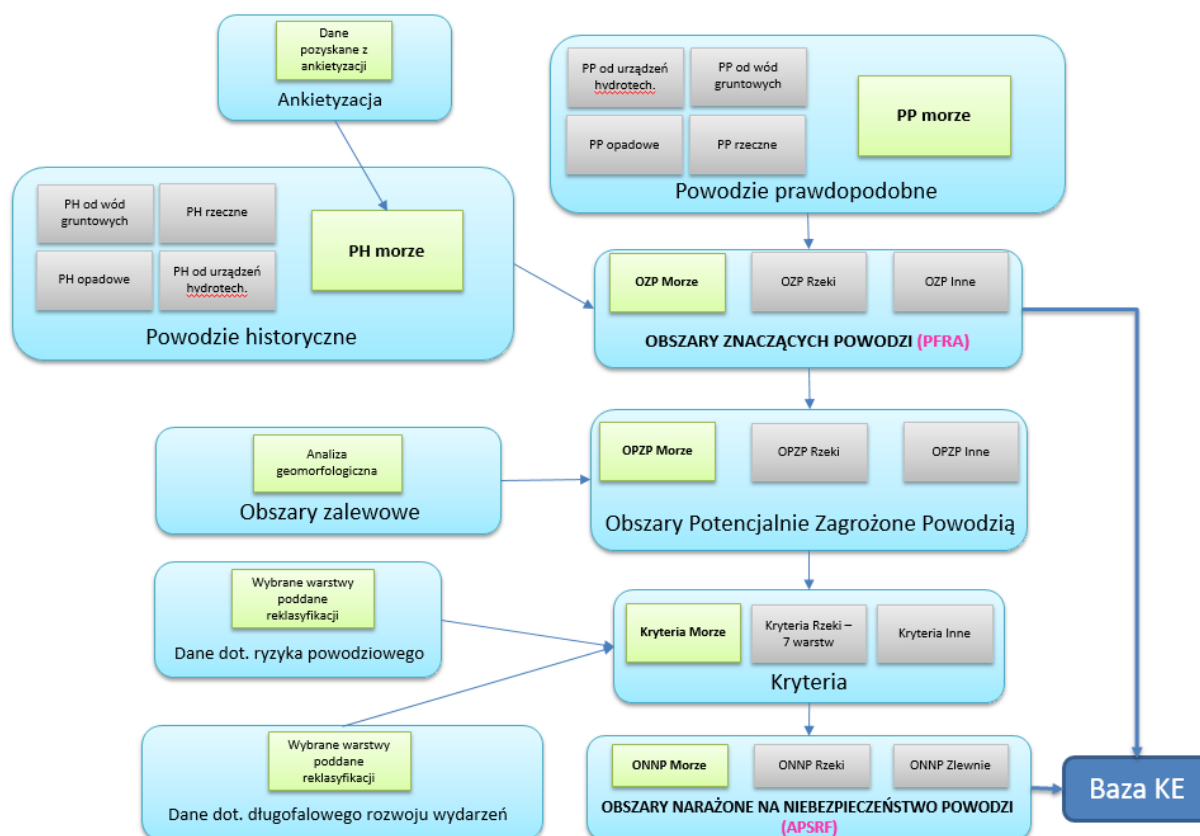 Dane
pozyskane z
ankietyzacji
Ankietyzacja
PP od urządzeń
hydrotech.
PP od wód
gruntowych
PP opadowe
PP rzeczne
PP morze
Powodzie prawdopodobne
PH od wód
gruntowych
PH rzeczne
PH opadowe
PH od urządzeń
hydrotech.
PH morze
Powodzie historyczne
OZP Morze
OZP Rzeki
OZP Inne
OBSZARY ZNACZĄCYCH POWODZI (PFRA)
Analiza
geomorfologiczna
Obszary zalewowe
OPZP Morze
OPZP Rzeki
OPZP Inne
Obszary Potencjalnie Zagrożone Powodzią
Wybrane warstwy
poddane
reklasyfikacji
Dane dot. ryzyka powodziowego
Kryteria Morze
Kryteria Rzeki –
7 warstw
Kryteria Inne
Kryteria
Wybrane warstwy
poddane
reklasyfikacji
Dane dot. długofalowego rozwoju wydarzeń
ONNP Morze
ONNP Rzeki
ONNP Zlewnie
OBSZARY NARAŻONE NA NIEBEZPIECZEŃSTWO POWODZI
(APSRF)
Baza KE